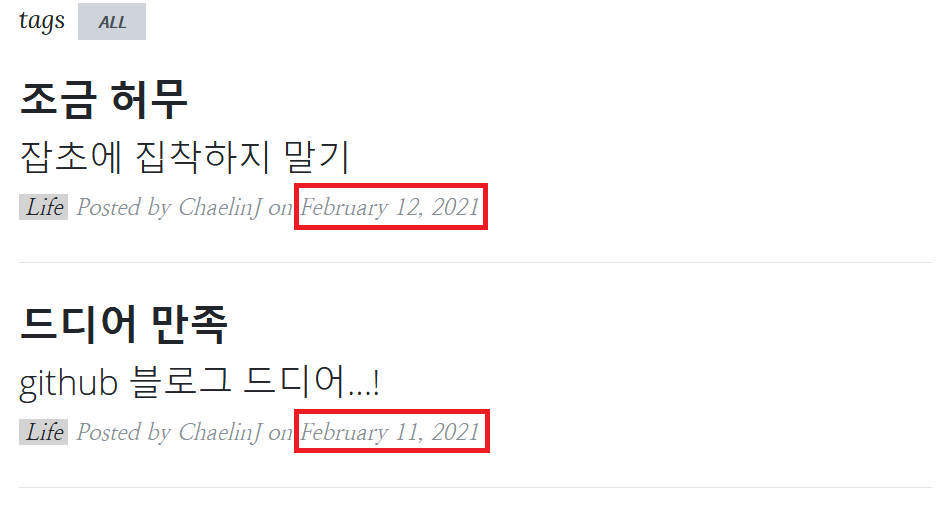 tags ALL
조금 허무
잡초에 집착하지 말기
Life Posted by ChaelinJ on February 12, 2021
드디어 만족
github 블로그 드디어...!
Life Posted by ChaelinJ on February 11, 2021